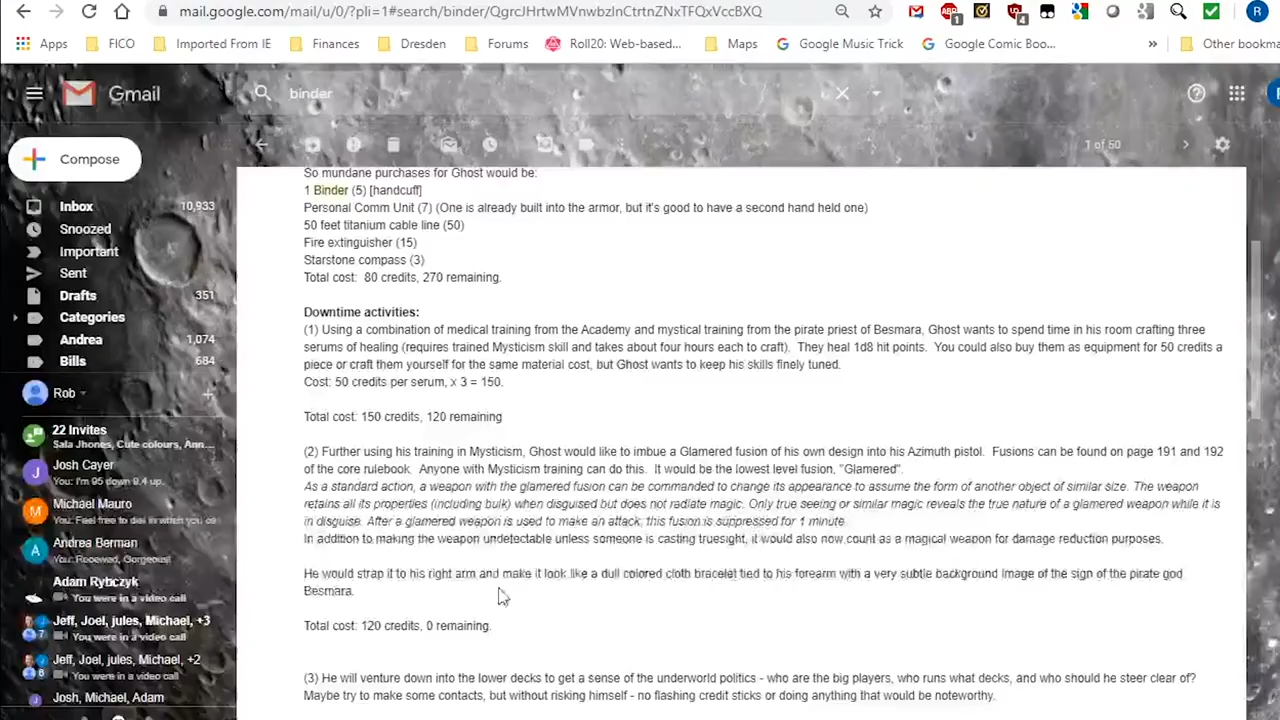 mail.google.com/mail/u/0/?pli=1#search/binder/QgrcJHrtwMVnwbzlnCtrtnZNxTFQxVccBXQ
Apps FICO Imported From IE Finances Dresden Forums Roll20: Web-based... Maps Google Music Trick Google Comic Boo... » Other bookma
Gmail
binder
Compose
1 of 50
Inbox 10,933
Snoozed
Important
Sent
Drafts 351
Categories
Andrea 1,074
Bills 684
Rob
+
22 Invites
Sala Jhones, Cute colours, Ann...
Josh Cayer
You: I'm 95 down 9.4 up.
Michael Mauro
You: Feel free to dial in when you
Andrea Berman
You: Received, Gorgeous!
Adam Rybczyk
You were in a video call
Jeff, Joel, jules, Michael, +3
You were in a video call
Jeff, Joel, jules, Michael, +2
You were in a video call
Josh, Michael, Adam
So mundane purchases for Ghost would be:
1 Binder (5) [handcuff]
Personal Comm Unit (7) (One is already built into the armor, but it's good to have a second hand held one)
50 feet titanium cable line (50)
Fire extinguisher (15)
Starstone compass (3)
Total cost: 80 credits, 270 remaining.
Downtime activities:
(1) Using a combination of medical training from the Academy and mystical training from the pirate priest of Besmara, Ghost wants to spend time in his room crafting three
serums of healing (requires trained Mysticism skill and takes about four hours each to craft). They heal 1d8 hit points. You could also buy them as equipment for 50 credits a
piece or craft them yourself for the same material cost, but Ghost wants to keep his skills finely tuned.
Cost: 50 credits per serum, x 3 = 150.
Total cost: 150 credits, 120 remaining
(2) Further using his training in Mysticism, Ghost would like to imbue a Glamered fusion of his own design into his Azimuth pistol. Fusions can be found on page 191 and 192
of the core rulebook. Anyone with Mysticism training can do this. It would be the lowest level fusion, "Glamered".
As a standard action, a weapon with the glamered fusion can be commanded to change its appearance to assume the form of another object of similar size. The weapon
retains all its properties (including bulk) when disguised but does not radiate magic. Only true seeing or similar magic reveals the true nature of a glamered weapon while it is
in disguise. After a glamered weapon is used to make an attack, this fusion is suppressed for 1 minute.
In addition to making the weapon undetectable unless someone is casting truesight, it would also now count as a magical weapon for damage reduction purposes.
He would strap it to his right arm and make it look like a dull colored cloth bracelet tied to his forearm with a very subtle background image of the sign of the pirate god
Besmara.
Total cost: 120 credits, 0 remaining.
(3) He will venture down into the lower decks to get a sense of the underworld politics - who are the big players, who runs what decks, and who should he steer clear of?
Maybe try to make some contacts, but without risking himself - no flashing credit sticks or doing anything that would be noteworthy.